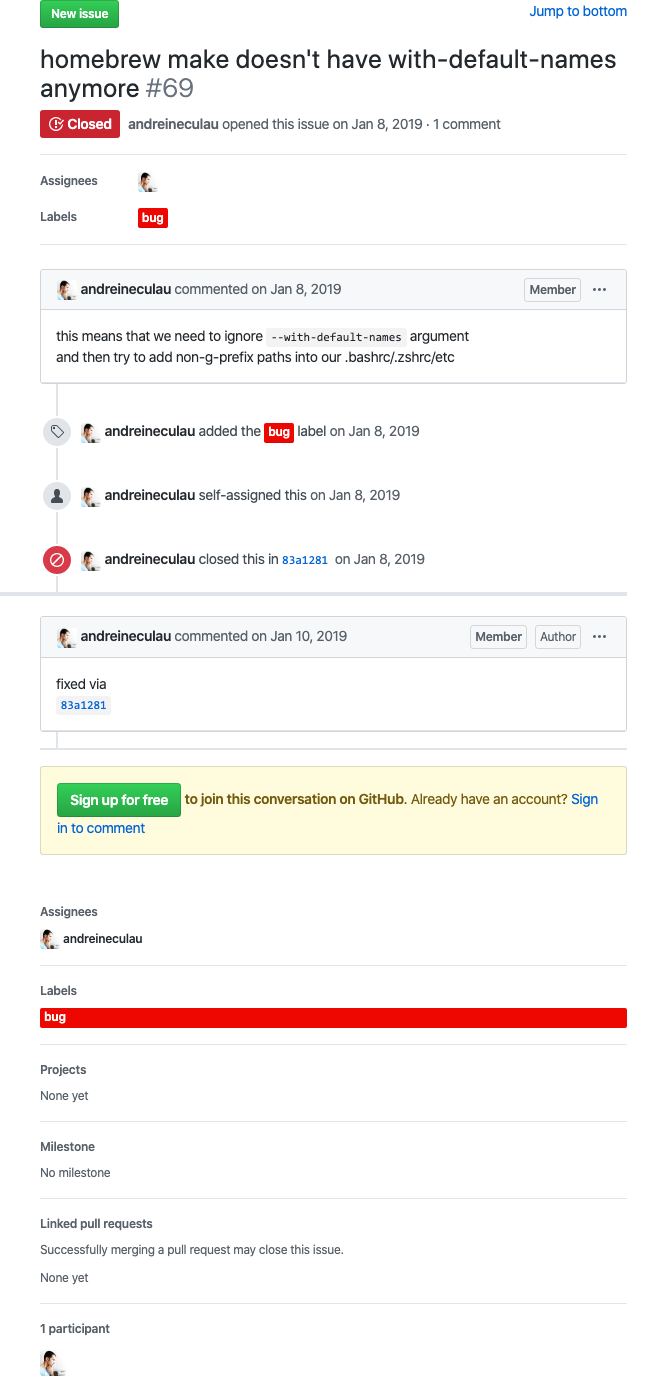 New issue
Jump to bottom
homebrew make doesn't have with-default-names
anymore #69
Closed andreineculau opened this issue on Jan 8, 2019 · 1 comment
Assignees
Labels bug
andreineculau commented on Jan 8, 2019 Member ···
this means that we need to ignore --with-default-names argument
and then try to add non-g-prefix paths into our .bashrc/.zshrc/etc
andreineculau added the bug label on Jan 8, 2019
andreineculau self-assigned this on Jan 8, 2019
andreineculau closed this in 83a1281 on Jan 8, 2019
andreineculau commented on Jan 10, 2019 Member Author ···
fixed via
83a1281
Sign up for free to join this conversation on GitHub. Already have an account? Sign
in to comment
Assignees
andreineculau
Labels
bug
Projects
None yet
Milestone
No milestone
Linked pull requests
Successfully merging a pull request may close this issue.
None yet
1 participant